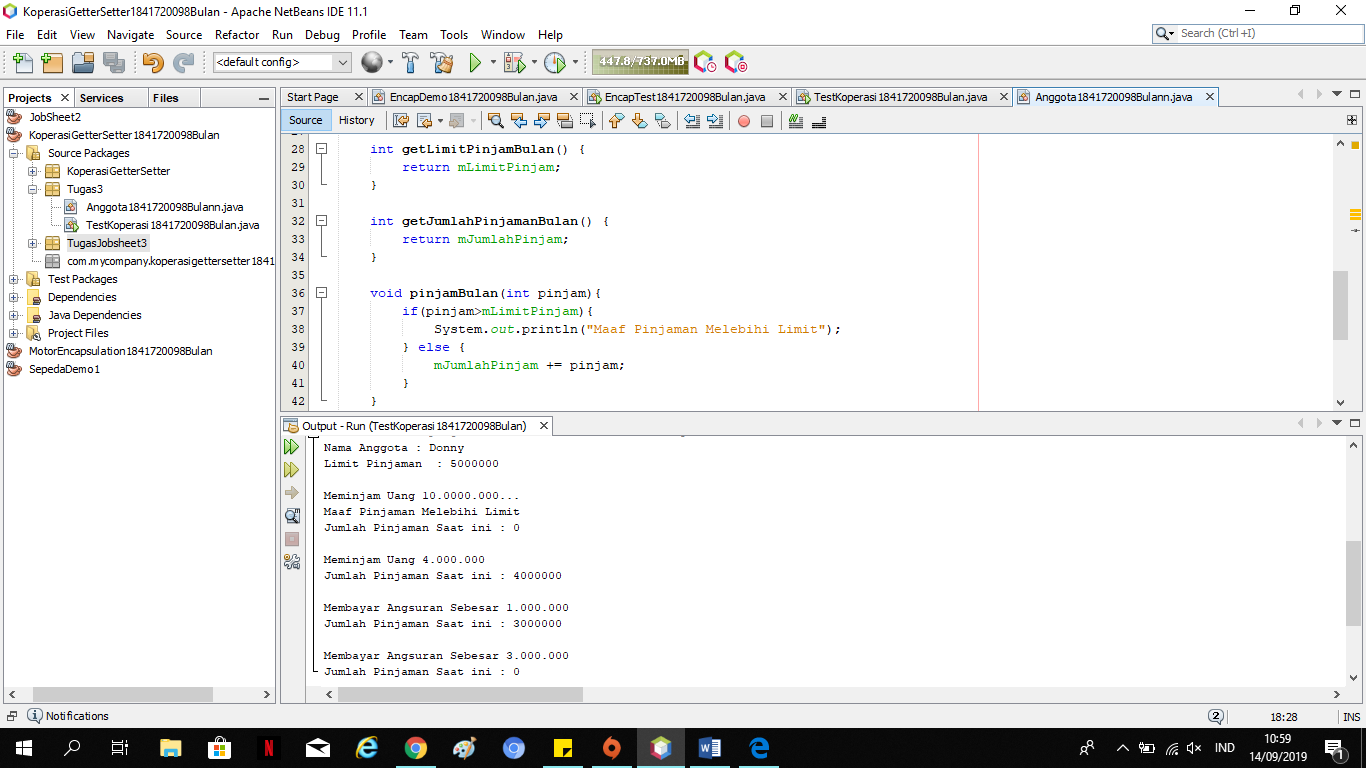 KoperasiGetterSetter1841720098Bulan - Apache NetBeans IDE 11.1
File Edit View Navigate Source Refactor Run Debug Profile Team Tools Window Help
Search (Ctrl+I)
<default config>
447.8/737.0MB
Projects Services Files
Start Page EncapDemo1841720098Bulan.java EncapTest1841720098Bulan.java TestKoperasi1841720098Bulan.java Anggota1841720098Bulann.java
Source History
JobSheet2
KoperasiGetterSetter1841720098Bulan
Source Packages
KoperasiGetterSetter
Tugas3
Anggota1841720098Bulann.java
TestKoperasi1841720098Bulan.java
TugasJobsheet3
com.mycompany.koperasigettersetter1841
Test Packages
Dependencies
Java Dependencies
Project Files
MotorEncapsulation1841720098Bulan
SepedaDemo1
28 int getLimitPinjamBulan() {
29 return mLimitPinjam;
30 }
31
32 int getJumlahPinjamanBulan() {
33 return mJumlahPinjam;
34 }
35
36 void pinjamBulan(int pinjam){
37 if(pinjam>mLimitPinjam){
38 System.out.println("Maaf Pinjaman Melebihi Limit");
39 } else {
40 mJumlahPinjam += pinjam;
41 }
42 }
Output - Run (TestKoperasi1841720098Bulan)
Nama Anggota : Donny
Limit Pinjaman  : 5000000
Meminjam Uang 10.0000.000...
Maaf Pinjaman Melebihi Limit
Jumlah Pinjaman Saat ini : 0
Meminjam Uang 4.000.000
Jumlah Pinjaman Saat ini : 4000000
Membayar Angsuran Sebesar 1.000.000
Jumlah Pinjaman Saat ini : 3000000
Membayar Angsuran Sebesar 3.000.000
Jumlah Pinjaman Saat ini : 0
Notifications
2
18:28
INS
IND
10:59
14/09/2019
1